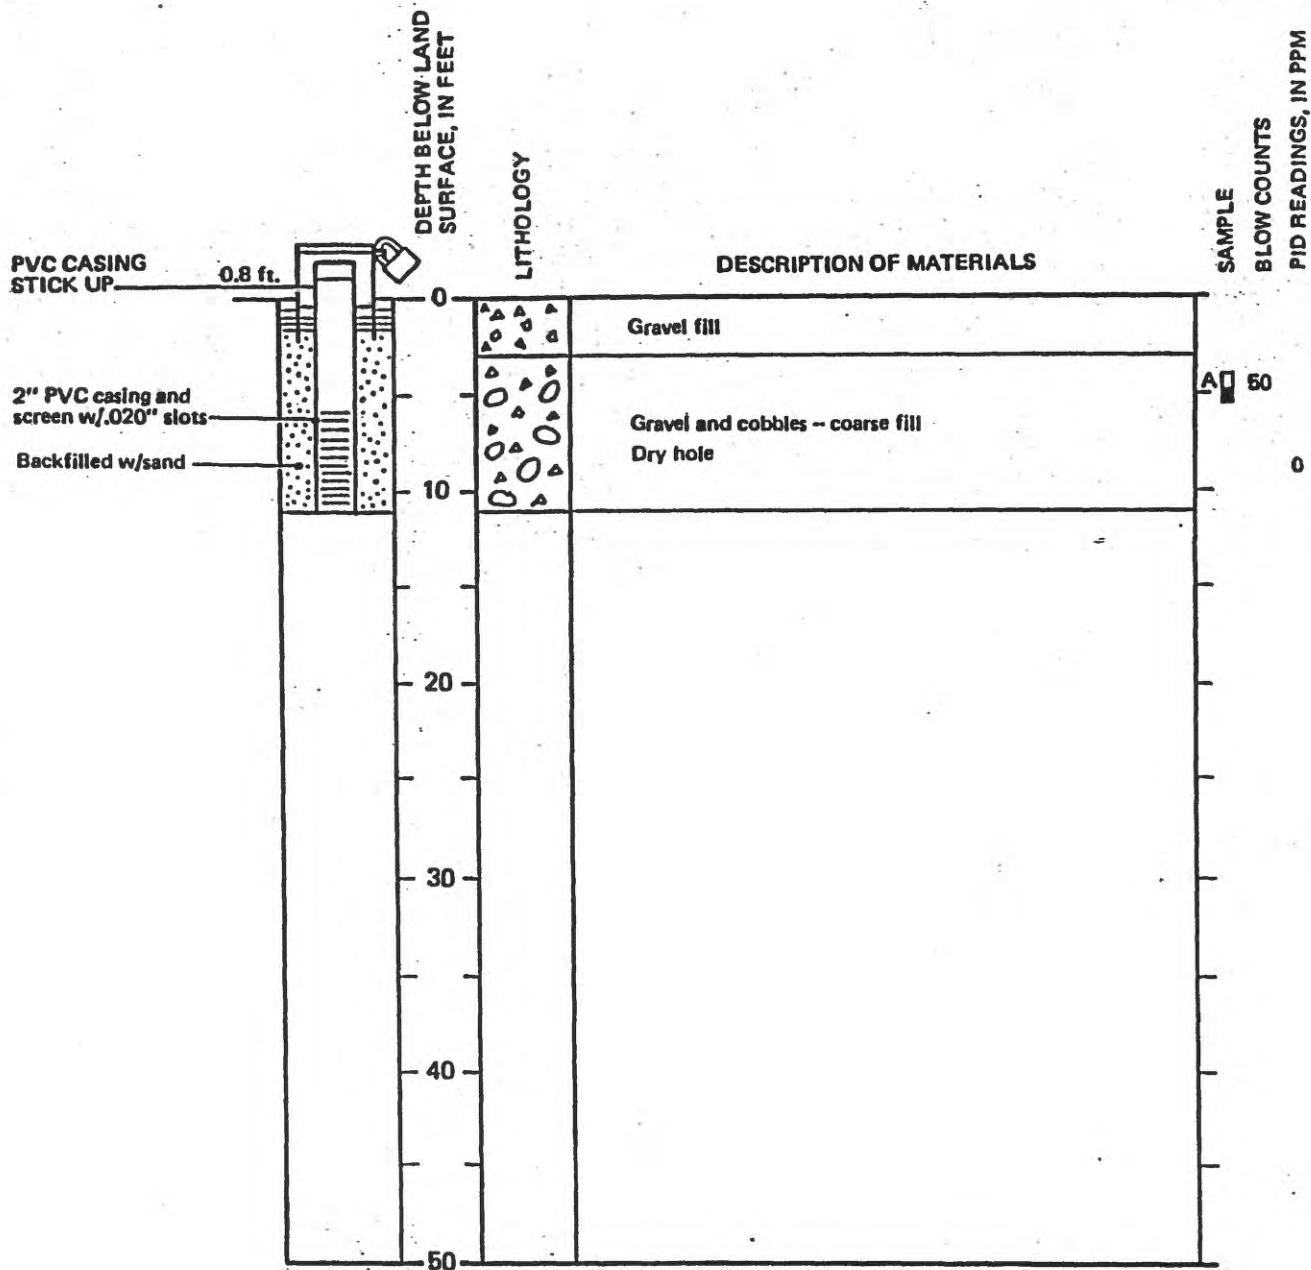 DEPTH BELOW LAND
SURFACE, IN FEET
LITHOLOGY
DESCRIPTION OF MATERIALS
SAMPLE
BLOW COUNTS
PID READINGS, IN PPM
PVC CASING
STICK UP
0.8 ft.
0
Gravel fill
A
50
2" PVC casing and
screen w/.020" slots
Gravel and cobbles -- coarse fill
Dry hole
Backfilled w/sand
0
10
20
30
40
50